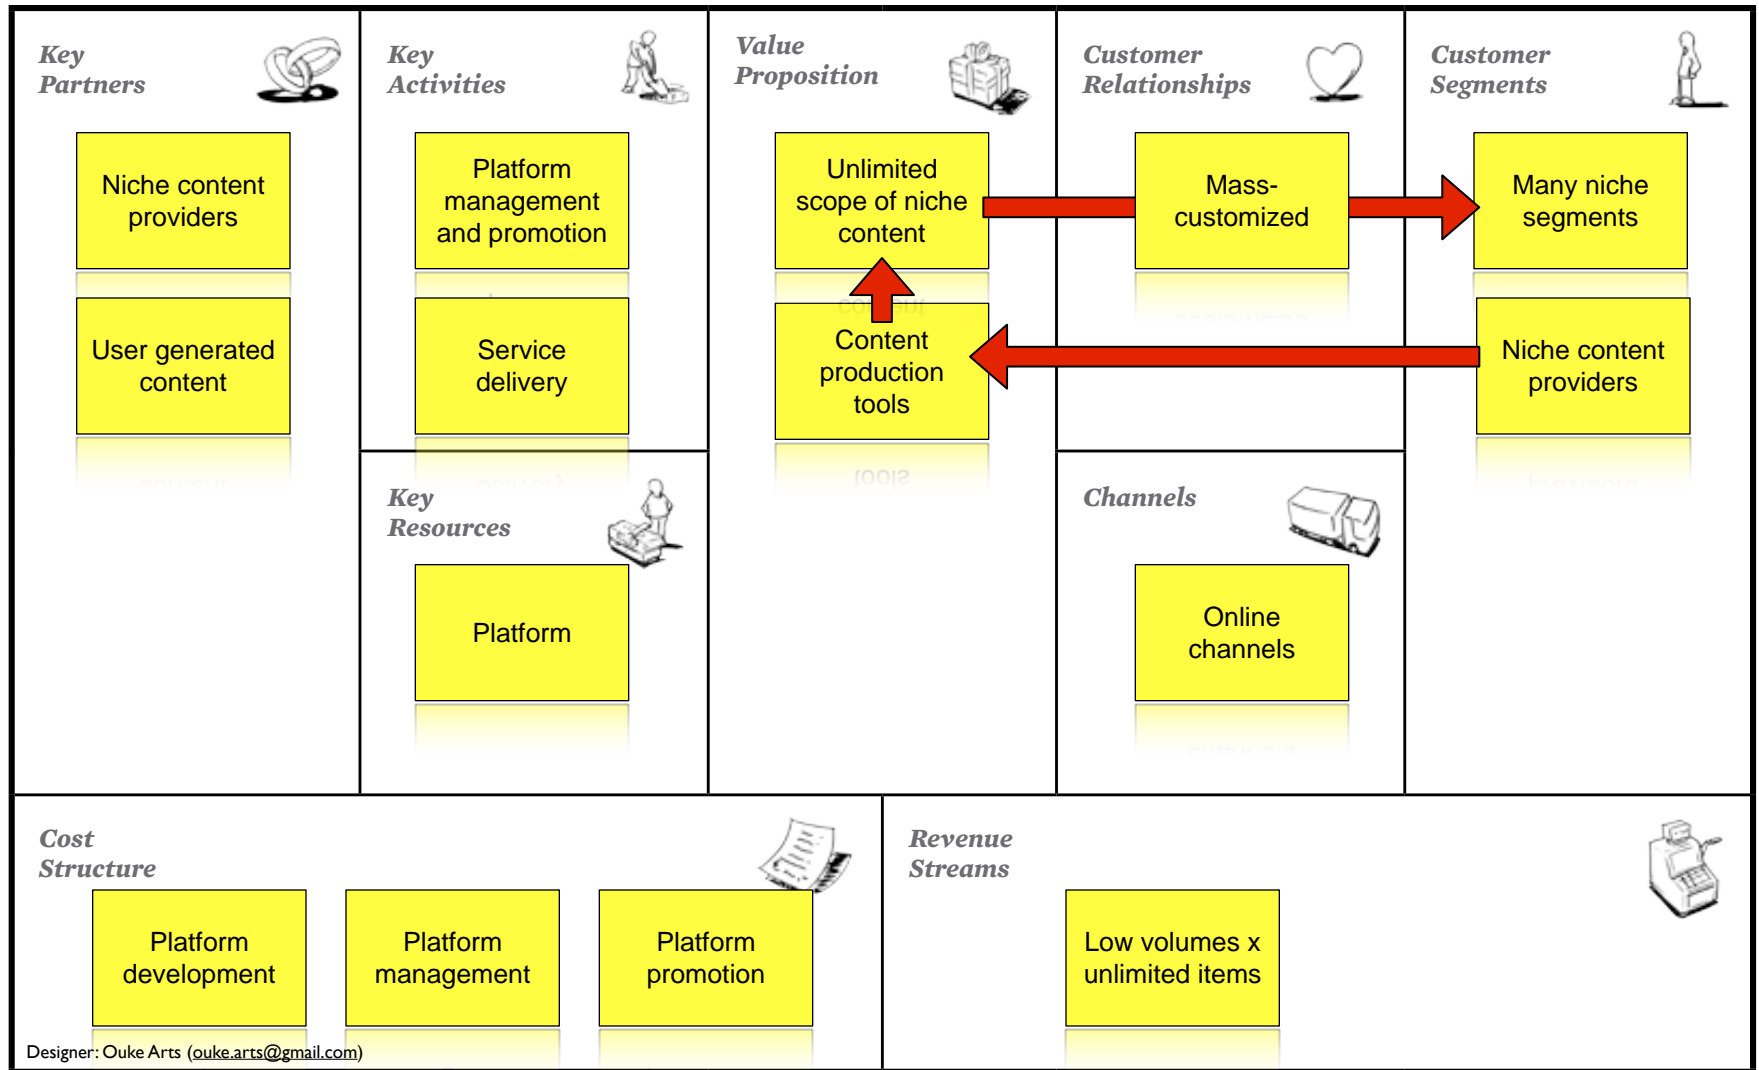 Key
Partners
Niche content
providers
User generated
content
Key
Activities
Platform
management
and promotion
Service
delivery
Key
Resources
Platform
Value
Proposition
Unlimited
scope of niche
content
Content
production
tools
Customer
Relationships
Mass-
customized
Channels
Online
channels
Customer
Segments
Many niche
segments
Niche content
providers
Cost
Structure
Platform
development
Platform
management
Platform
promotion
Revenue
Streams
Low volumes x
unlimited items
Designer: Ouke Arts (ouke.arts@gmail.com)